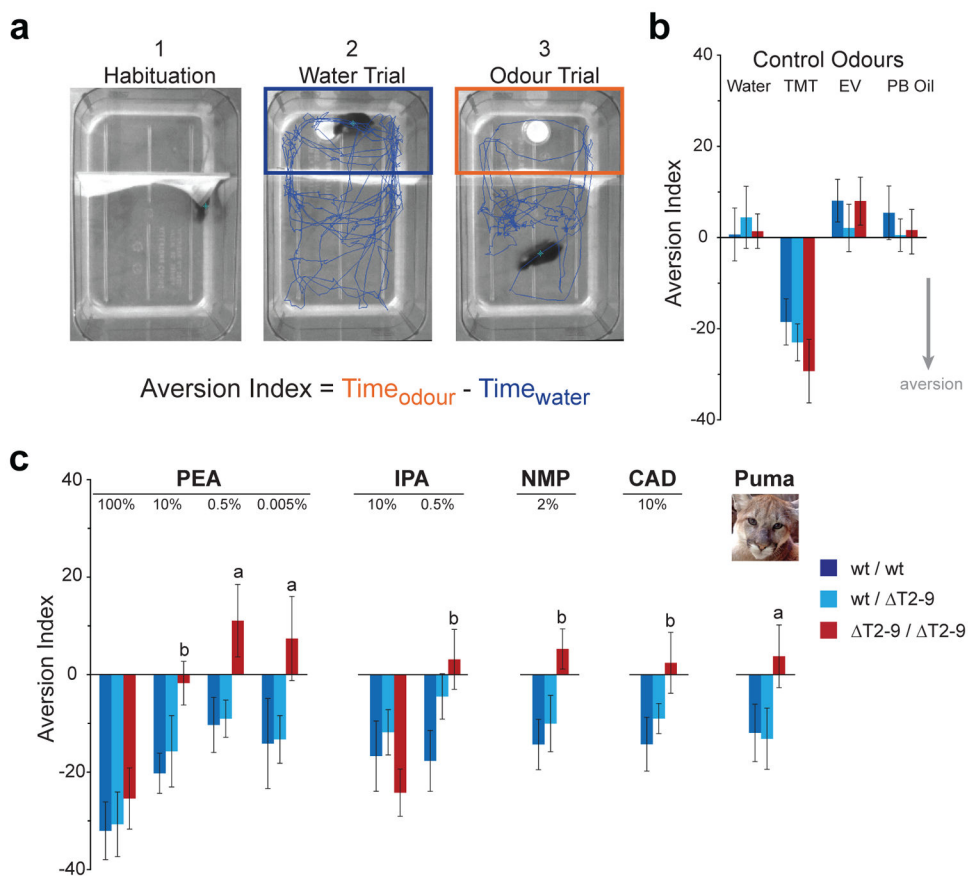 a
1
Habituation
2
Water Trial
3
Odour Trial
Aversion Index = Time_odour - Time_water
b
Control Odours
Water TMT EV PB Oil
40
20
0
-20
-40
Aversion Index
aversion
c
PEA IPA NMP CAD Puma
100% 10% 0.5% 0.005% 10% 0.5% 2% 10%
40
20
0
-20
-40
Aversion Index
b a a b b b a
wt / wt
wt / ΔT2-9
ΔT2-9 / ΔT2-9